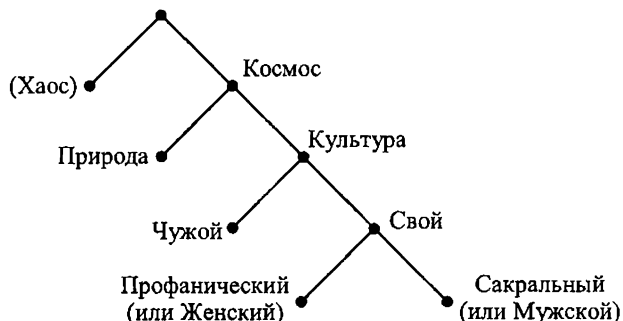 Космос
(Хаос)
Культура
Природа
Свой
Чужой
Профанический
(или Женский)
Сакральный
(или Мужской)